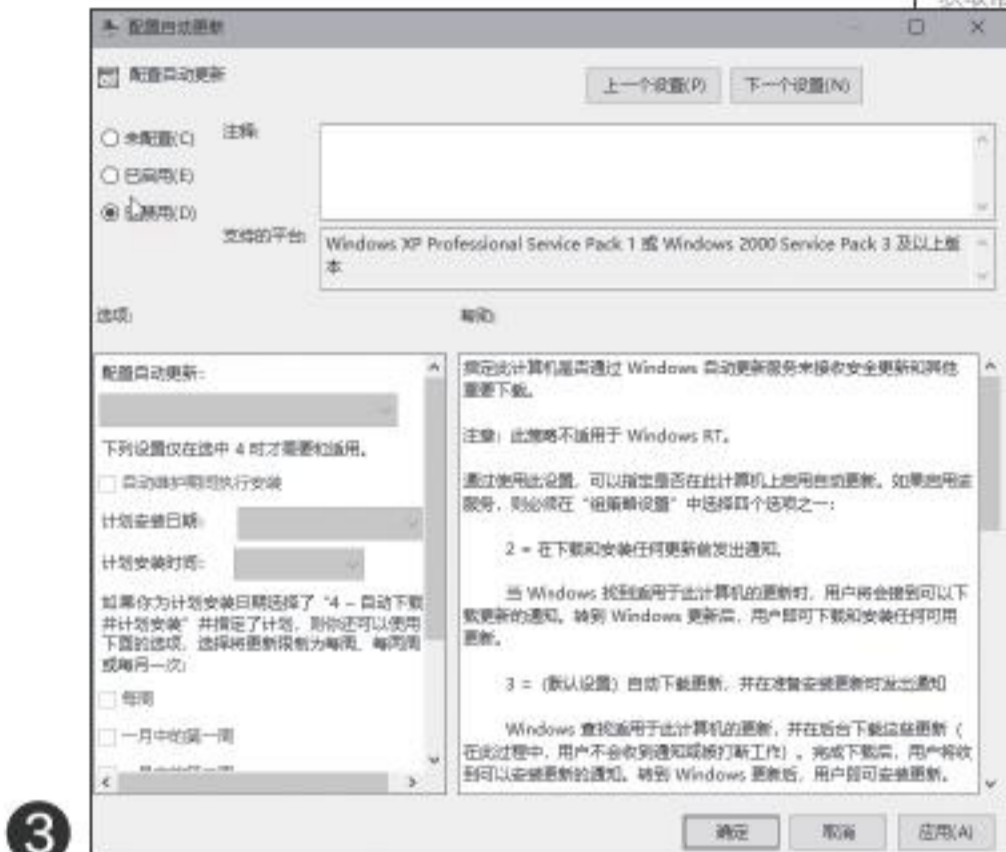 配置自动更新
配置自动更新
上一个设置(P)
下一个设置(N)
未配置(C)
注释:
已启用(E)
已禁用(D)
支持的平台:
Windows XP Professional Service Pack 1 或 Windows 2000 Service Pack 3 及以上版
本
选项:
帮助:
配置自动更新:
下列设置仅在选中 4 时才需要和适用。
自动维护期间执行安装
计划安装日期:
计划安装时间:
如果你为计划安装日期选择了“4 – 自动下载
并计划安装”并指定了计划，则你还可以使用
下面的选项，选择将更新限制为每周、每两周
或每月一次:
每周
一月中的第一周
指定此计算机是否通过 Windows 自动更新服务来接收安全更新和其他
重要下载。
注意: 此策略不适用于 Windows RT。
通过使用此设置，可以指定是否在此计算机上启用自动更新。如果启用该
服务，则必须在“组策略设置”中选择四个选项之一:
2 = 在下载和安装任何更新前发出通知。
当 Windows 找到适用于此计算机的更新时，用户将会接到可以下
载更新的通知。转到 Windows 更新后，用户即可下载和安装任何可用
更新。
3 = (默认设置) 自动下载更新，并在准备安装更新时发出通知
Windows 查找适用于此计算机的更新，并在后台下载这些更新（
在此过程中，用户不会收到通知或被打断工作）。完成下载后，用户将收
到可以安装更新的通知。转到 Windows 更新后，用户即可安装更新。
确定
取消
应用(A)
3